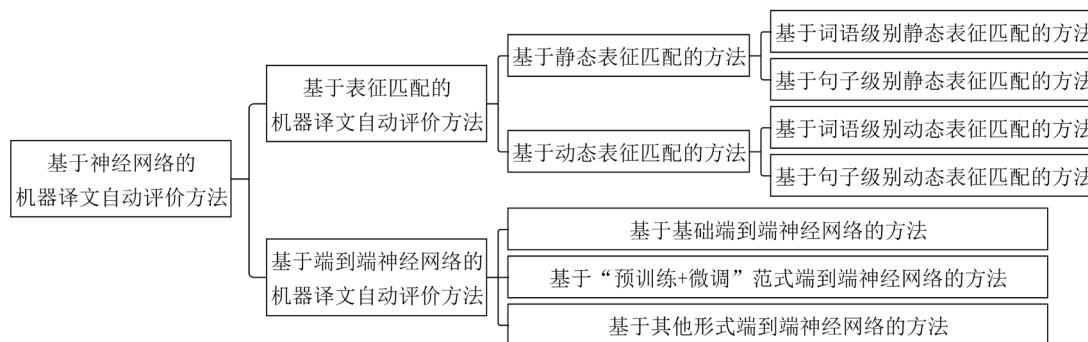 基于神经网络的
机器译文自动评价方法
基于表征匹配的
机器译文自动评价方法
基于静态表征匹配的方法
基于词语级别静态表征匹配的方法
基于句子级别静态表征匹配的方法
基于动态表征匹配的方法
基于词语级别动态表征匹配的方法
基于句子级别动态表征匹配的方法
基于端到端神经网络的
机器译文自动评价方法
基于基础端到端神经网络的方法
基于“预训练+微调”范式端到端神经网络的方法
基于其他形式端到端神经网络的方法